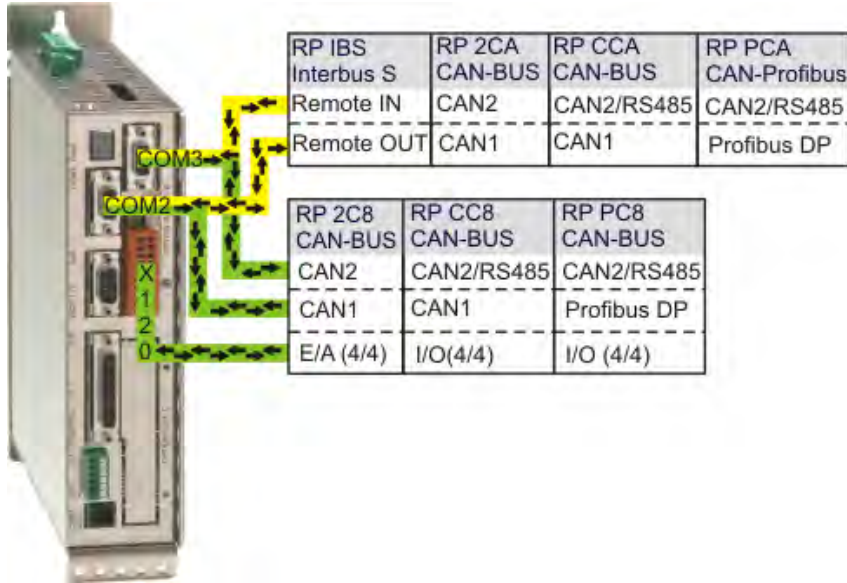 RP IBS
Interbus S
RP 2CA
CAN-BUS
RP CCA
CAN-BUS
RP PCA
CAN-Profibus
Remote IN
CAN2
CAN2/RS485
CAN2/RS485
Remote OUT
CAN1
CAN1
Profibus DP
COM3
COM2
X
1
2
0
RP 2C8
CAN-BUS
RP CC8
CAN-BUS
RP PC8
CAN-BUS
CAN2
CAN2/RS485
CAN2/RS485
CAN1
CAN1
Profibus DP
E/A (4/4)
I/O(4/4)
I/O (4/4)